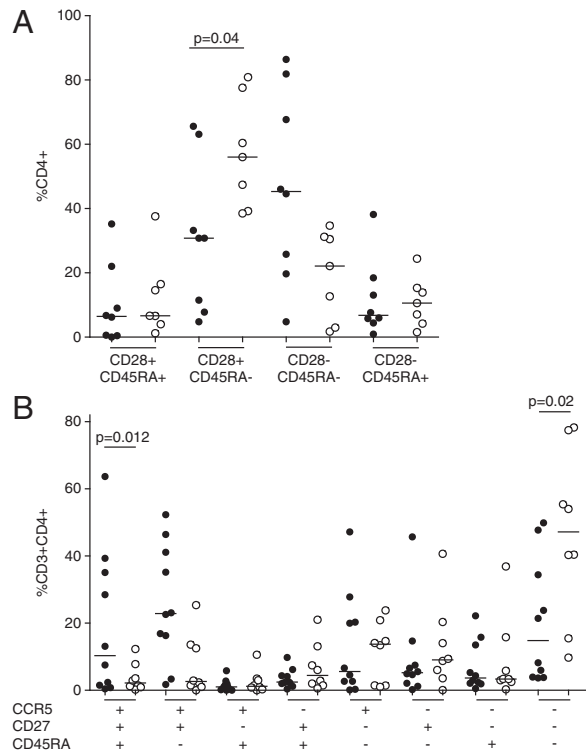 A
p=0.04
100
80
60
40
20
0
%CD4+
CD28+ CD28+ CD28- CD28-
CD45RA+ CD45RA- CD45RA- CD45RA+
B
p=0.012
p=0.02
80
60
40
20
0
%CD3+CD4+
CCR5 + + + - + - - -
CD27 + + - + - + - -
CD45RA + - + + - - + -